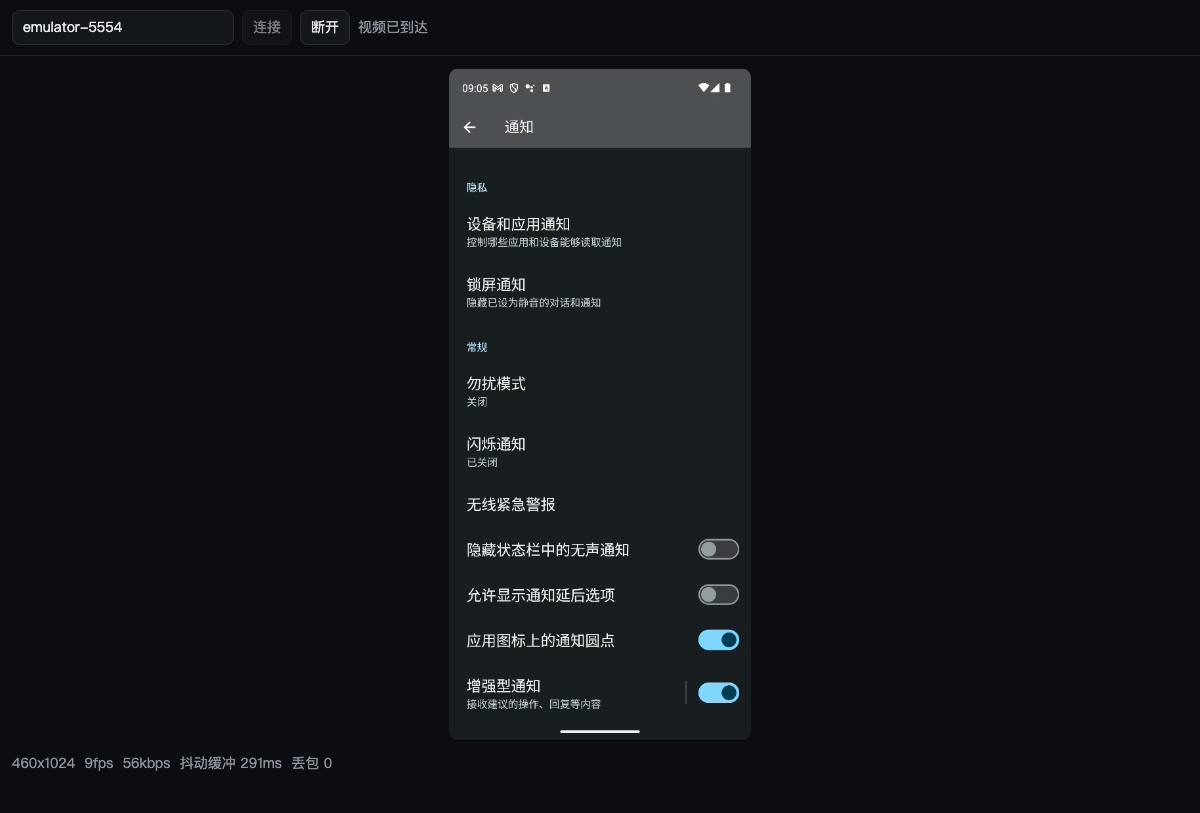 emulator-5554 连接 断开 视频已到达
09:05
通知
隐私
设备和应用通知
控制哪些应用和设备能够读取通知
锁屏通知
隐藏已设为静音的对话和通知
常规
勿扰模式
关闭
闪烁通知
已关闭
无线紧急警报
隐藏状态栏中的无声通知
允许显示通知延后选项
应用图标上的通知圆点
增强型通知
接收建议的操作、回复等内容
460x1024 9fps 56kbps 抖动缓冲 291ms 丢包 0